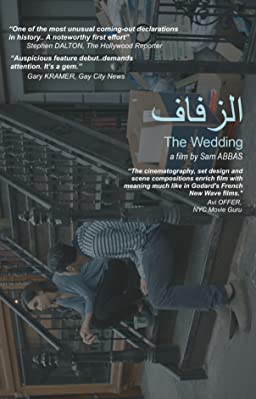 "One of the most unusual coming-out declarations
in history.. A noteworthy first effort"
Stephen DALTON, The Hollywood Reporter
"Auspicious feature debut..demands
attention. It's a gem."
Gary KRAMER, Gay City News
الزفاف
The Wedding
a film by Sam ABBAS
"The cinematography, set design and
scene compositions enrich film with
meaning much like in Godard's French
New Wave films."
Avi OFFER,
NYC Movie Guru